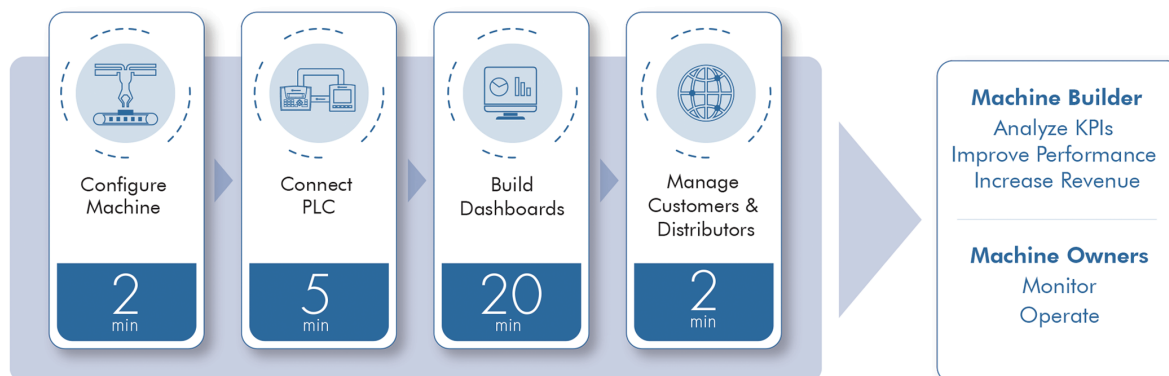 Configure
Machine
2
min
Connect
PLC
5
min
Build
Dashboards
20
min
Manage
Customers &
Distributors
2
min
Machine Builder
Analyze KPIs
Improve Performance
Increase Revenue
Machine Owners
Monitor
Operate